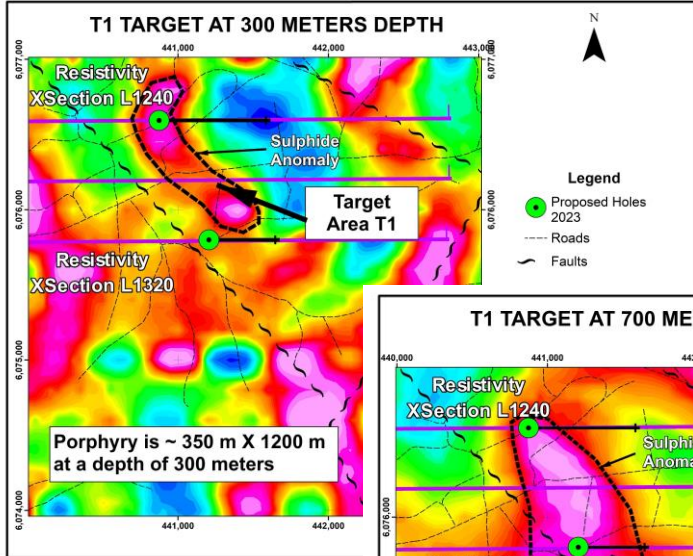 T1 TARGET AT 300 METERS DEPTH
441,000
442,000
443,000
6,077,000
6,077,000
Resistivity
XSection L1240
Sulphide
Anomaly
Target
Area T1
6,076,000
6,076,000
Resistivity
XSection L1320
6,075,000
Porphyry is ~ 350 m X 1200 m
at a depth of 300 meters
6,074,000
441,000
442,000
N
Legend
Proposed Holes
2023
Roads
Faults
T1 TARGET AT 700 ME
440,000
441,000
Resistivity
XSection L1240
Sulphi
Anoma
6,076,000